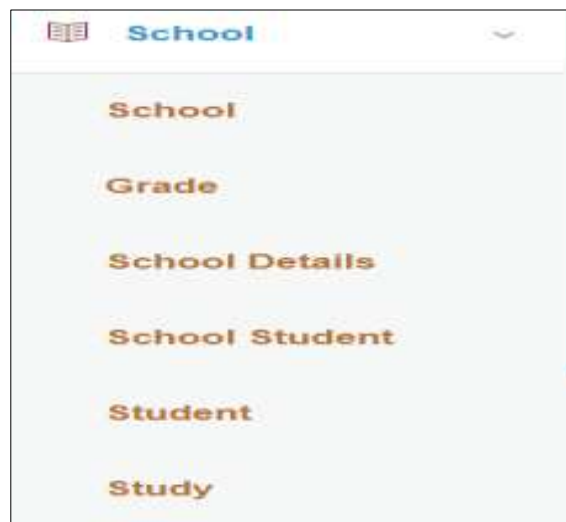 School
School
Grade
School Details
School Student
Student
Study